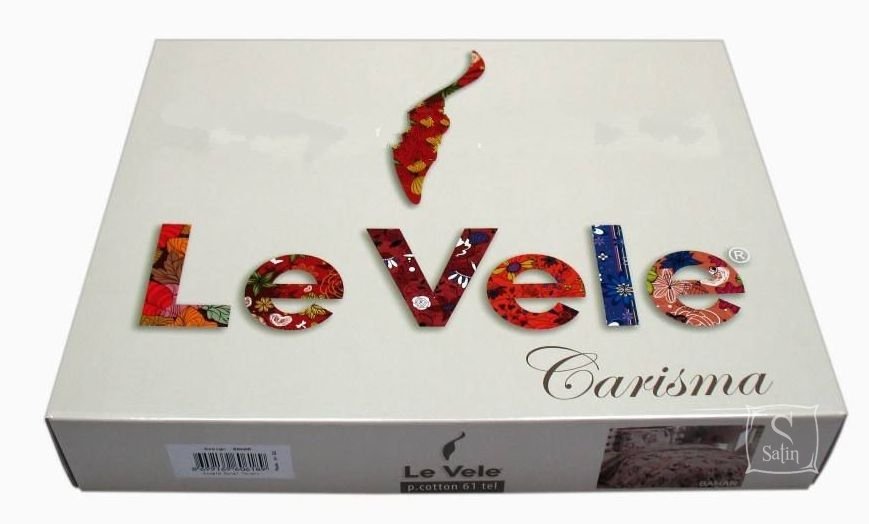 Le Vele®
Carisma
Le Vele
p.cotton 61 tel
S
Satin